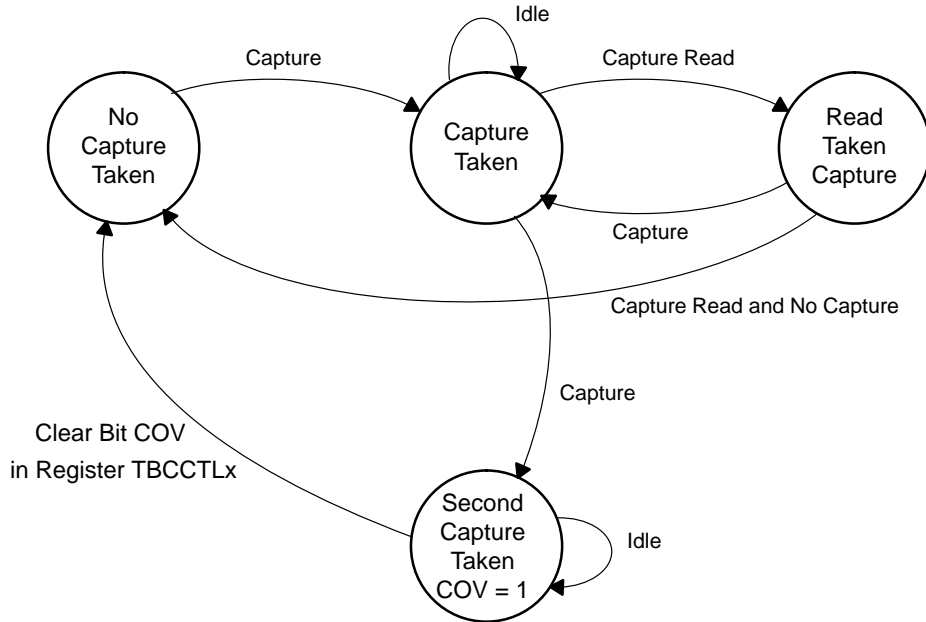 Idle
Capture
Capture Read
No
Capture
Taken
Capture
Taken
Read
Taken
Capture
Capture
Capture Read and No Capture
Capture
Clear Bit COV
in Register TBCCTLx
Second
Capture
Taken
COV = 1
Idle